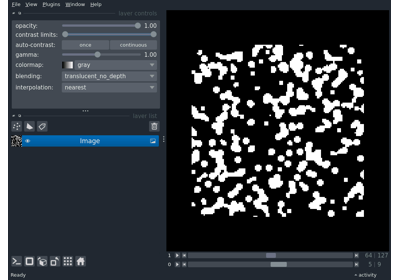 File View Plugins Window Help
layer controls
opacity: 1.00
contrast limits:
auto-contrast: once continuous
gamma: 1.00
colormap: gray
blending: translucent_no_depth
interpolation: nearest
layer list
Image
1 64 127
0 5 9
Ready activity